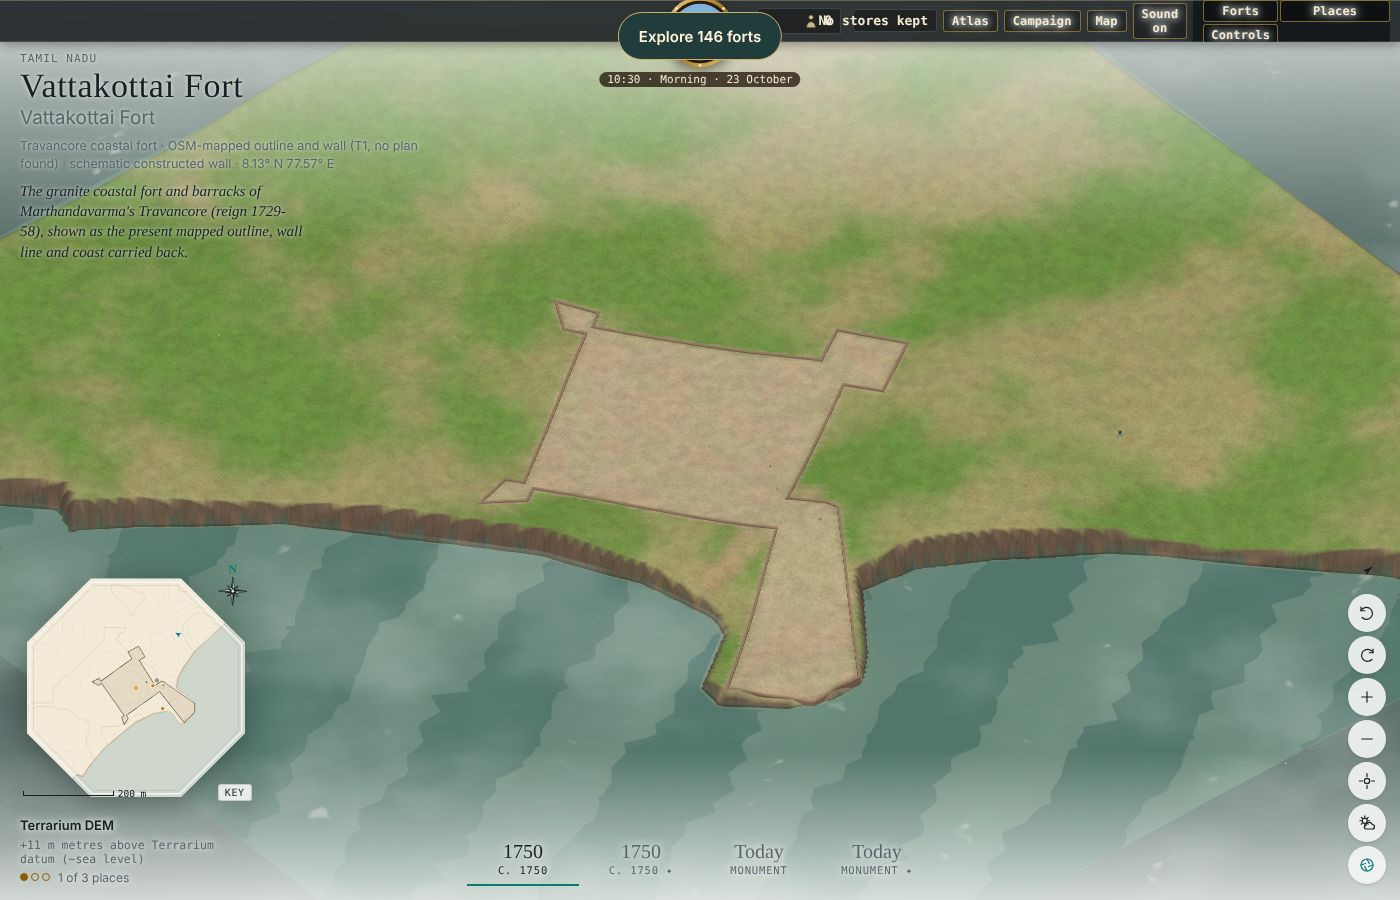 Explore 146 forts
stores kept
Atlas
Campaign
Map
Sound on
Forts
Places
Controls
10:30 · Morning · 23 October
TAMIL NADU
Vattakottai Fort
Vattakottai Fort
Travancore coastal fort · OSM-mapped outline and wall (T1, no plan
found) · schematic constructed wall · 8.13° N 77.57° E
The granite coastal fort and barracks of
Marthandavarma's Travancore (reign 1729-
58), shown as the present mapped outline, wall
line and coast carried back.
N
200 m
KEY
Terrarium DEM
+11 m metres above Terrarium
datum (~sea level)
1 of 3 places
1750
C. 1750
1750
C. 1750 ✦
Today
MONUMENT
Today
MONUMENT ✦